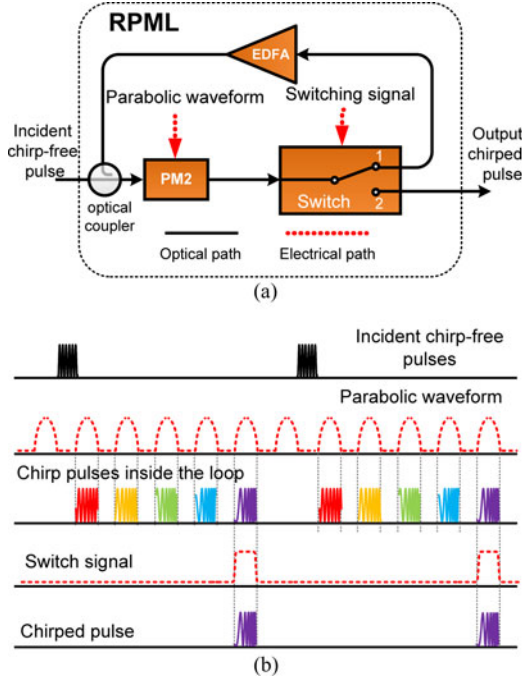 RPML
EDFA
Parabolic waveform
Switching signal
Incident
chirp-free
pulse
Output
chirped
pulse
PM2
1
Switch
2
optical
coupler
Optical path
Electrical path
(a)
Incident chirp-free
pulses
Parabolic waveform
Chirp pulses inside the loop
Switch signal
Chirped pulse
(b)